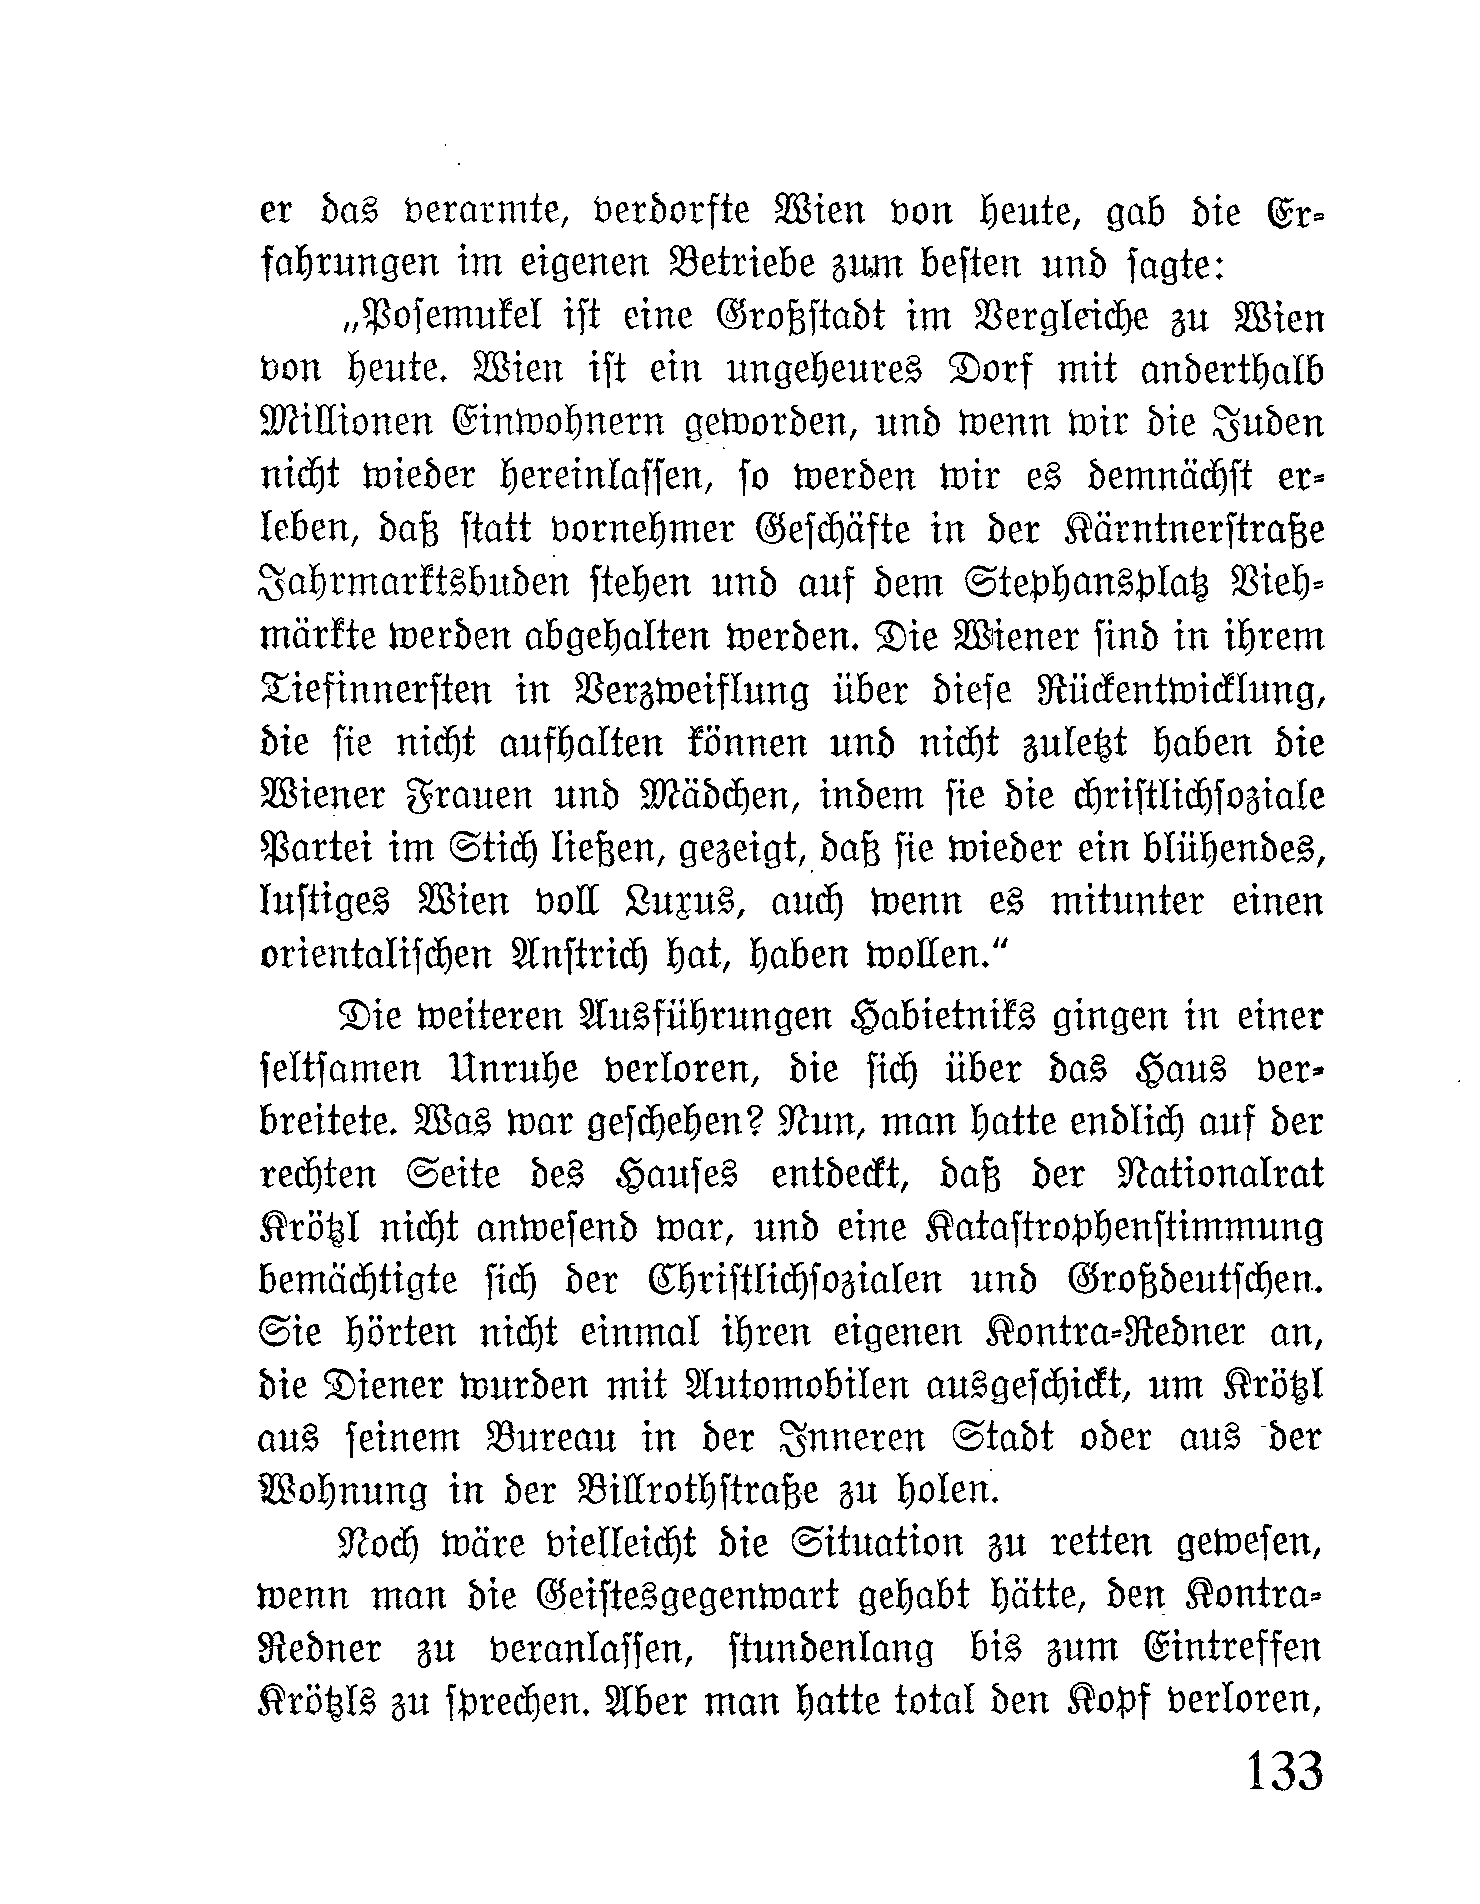 er das verarmte, verdorfte Wien von heute, gab die Er-
fahrungen im eigenen Betriebe zum besten und sagte:
„Posemukel ist eine Großstadt im Vergleiche zu Wien
von heute. Wien ist ein ungeheures Dorf mit anderthalb
Millionen Einwohnern geworden, und wenn wir die Juden
nicht wieder hereinlassen, so werden wir es demnächst er-
leben, daß statt vornehmer Geschäfte in der Kärntnerstraße
Jahrmarktsbuden stehen und auf dem Stephansplatz Vieh-
märkte werden abgehalten werden. Die Wiener sind in ihrem
Tiefinnersten in Verzweiflung über diese Rückentwicklung,
die sie nicht aufhalten können und nicht zuletzt haben die
Wiener Frauen und Mädchen, indem sie die christlichsoziale
Partei im Stich ließen, gezeigt, daß sie wieder ein blühendes,
lustiges Wien voll Luxus, auch wenn es mitunter einen
orientalischen Anstrich hat, haben wollen.“
Die weiteren Ausführungen Habietniks gingen in einer
seltsamen Unruhe verloren, die sich über das Haus ver-
breitete. Was war geschehen? Nun, man hatte endlich auf der
rechten Seite des Hauses entdeckt, daß der Nationalrat
Krötzl nicht anwesend war, und eine Katastrophenstimmung
bemächtigte sich der Christlichsozialen und Großdeutschen.
Sie hörten nicht einmal ihren eigenen Kontra-Redner an,
die Diener wurden mit Automobilen ausgeschickt, um Krötzl
aus seinem Bureau in der Inneren Stadt oder aus der
Wohnung in der Billrothstraße zu holen.
Noch wäre vielleicht die Situation zu retten gewesen,
wenn man die Geistesgegenwart gehabt hätte, den Kontra-
Redner zu veranlassen, stundenlang bis zum Eintreffen
Krötzls zu sprechen. Aber man hatte total den Kopf verloren,
133